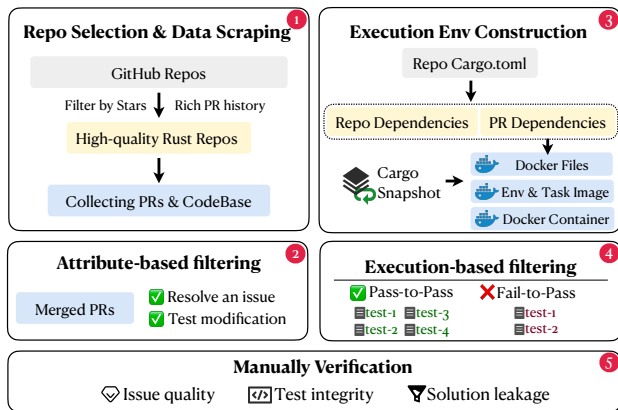 1
Repo Selection & Data Scraping
GitHub Repos
Filter by Stars Rich PR history
High-quality Rust Repos
Collecting PRs & CodeBase
3
Execution Env Construction
Repo Cargo.toml
Repo Dependencies PR Dependencies
Cargo Snapshot
Docker Files
Env & Task Image
Docker Container
2
Attribute-based filtering
Merged PRs
Resolve an issue
Test modification
4
Execution-based filtering
Pass-to-Pass Fail-to-Pass
test-1 test-3 test-1
test-2 test-4 test-2
5
Manually Verification
Issue quality Test integrity Solution leakage